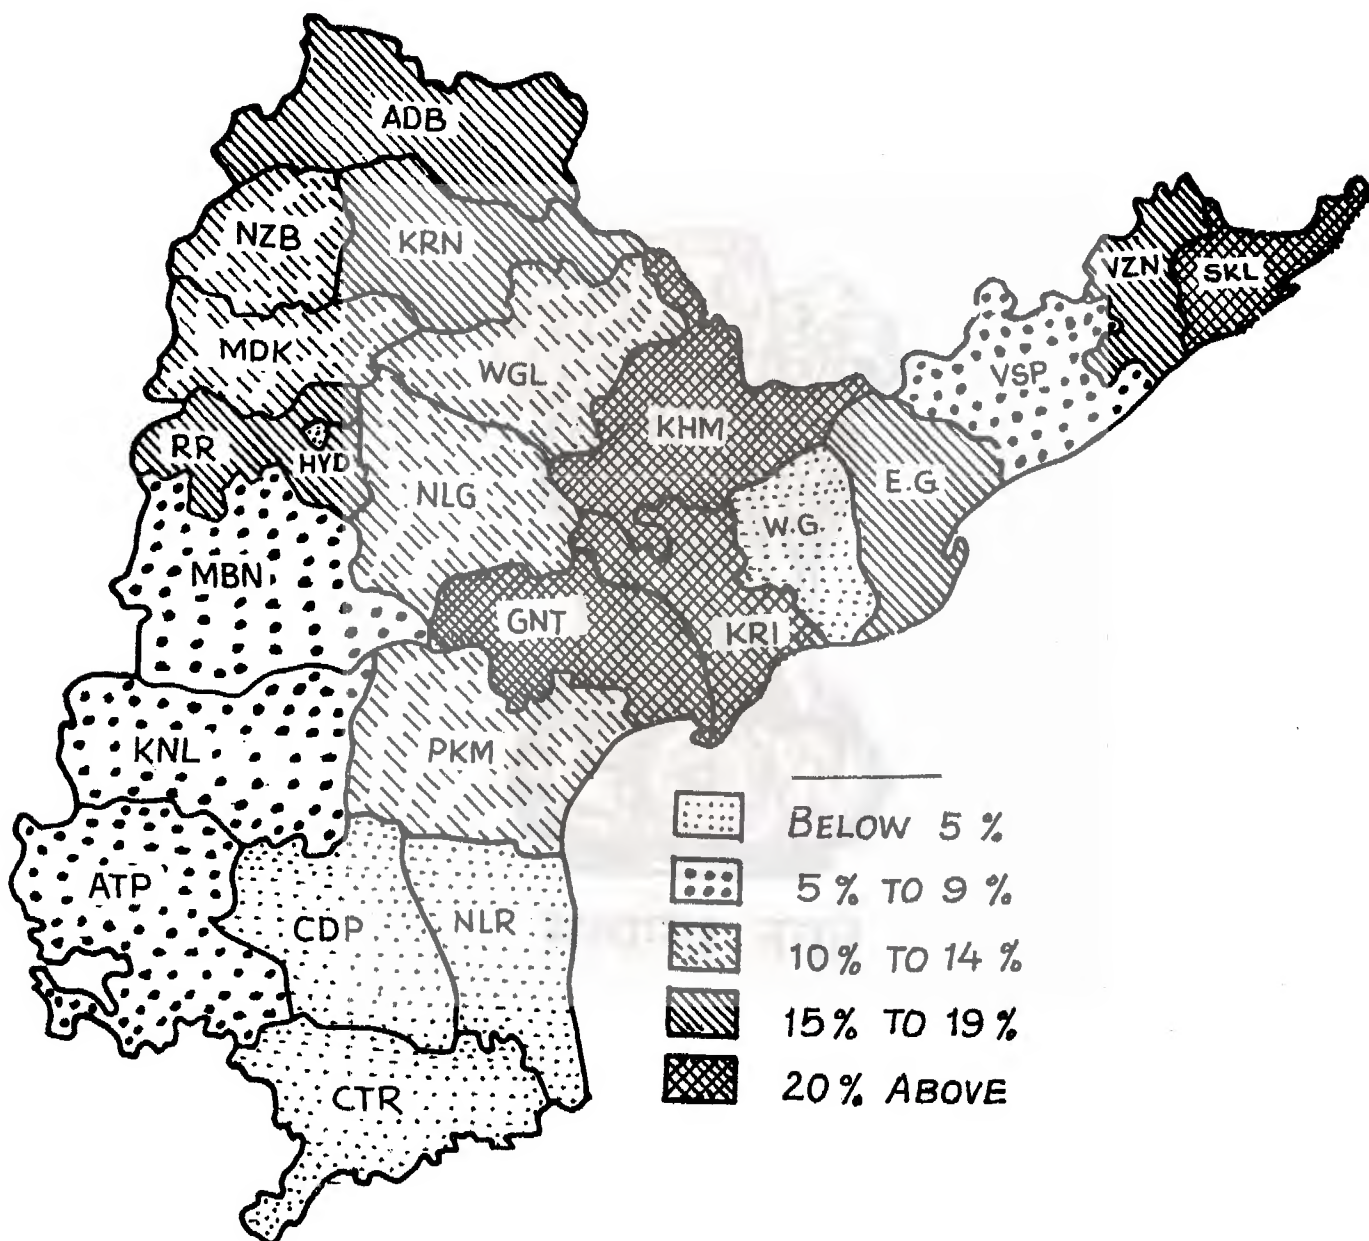 ADB
NZB
KRN
MDK
WGL
VZN
SKL
VSP
RR
HYD
KHM
NLG
E.G.
W.G.
MBN
GNT
KRI
KNL
PKM
ATP
CDP
NLR
CTR
BELOW 5 %
5 % TO 9 %
10% TO 14 %
15 % TO 19 %
20 % ABOVE